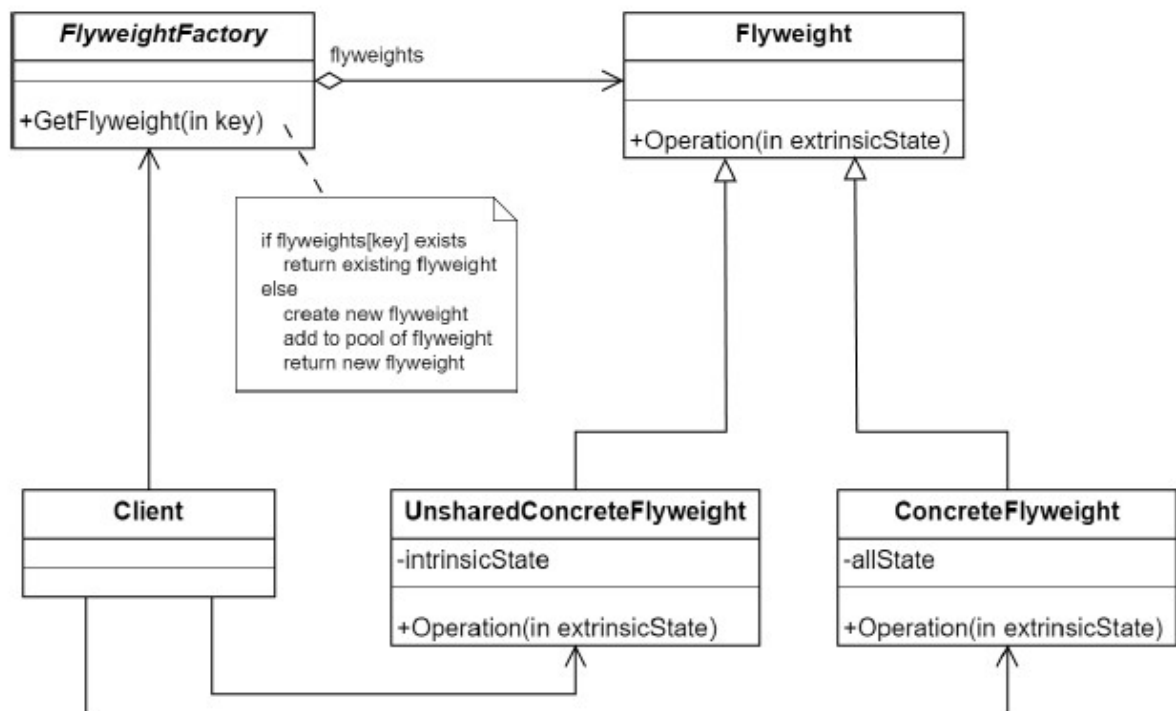 FlyweightFactory
+GetFlyweight(in key)
flyweights
Flyweight
+Operation(in extrinsicState)
if flyweights[key] exists
return existing flyweight
else
create new flyweight
add to pool of flyweight
return new flyweight
Client
UnsharedConcreteFlyweight
-intrinsicState
+Operation(in extrinsicState)
ConcreteFlyweight
-allState
+Operation(in extrinsicState)